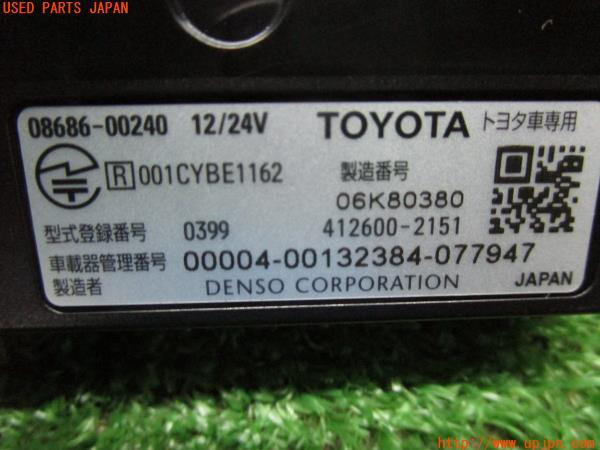 USED PARTS JAPAN
08686-00240 12/24V TOYOTA トヨタ車専用
R 001CYBE1162 製造番号
06K80380
型式登録番号 0399 412600-2151
車載器管理番号 00004-00132384-077947
製造者 DENSO CORPORATION JAPAN
http://www.upjpn.com